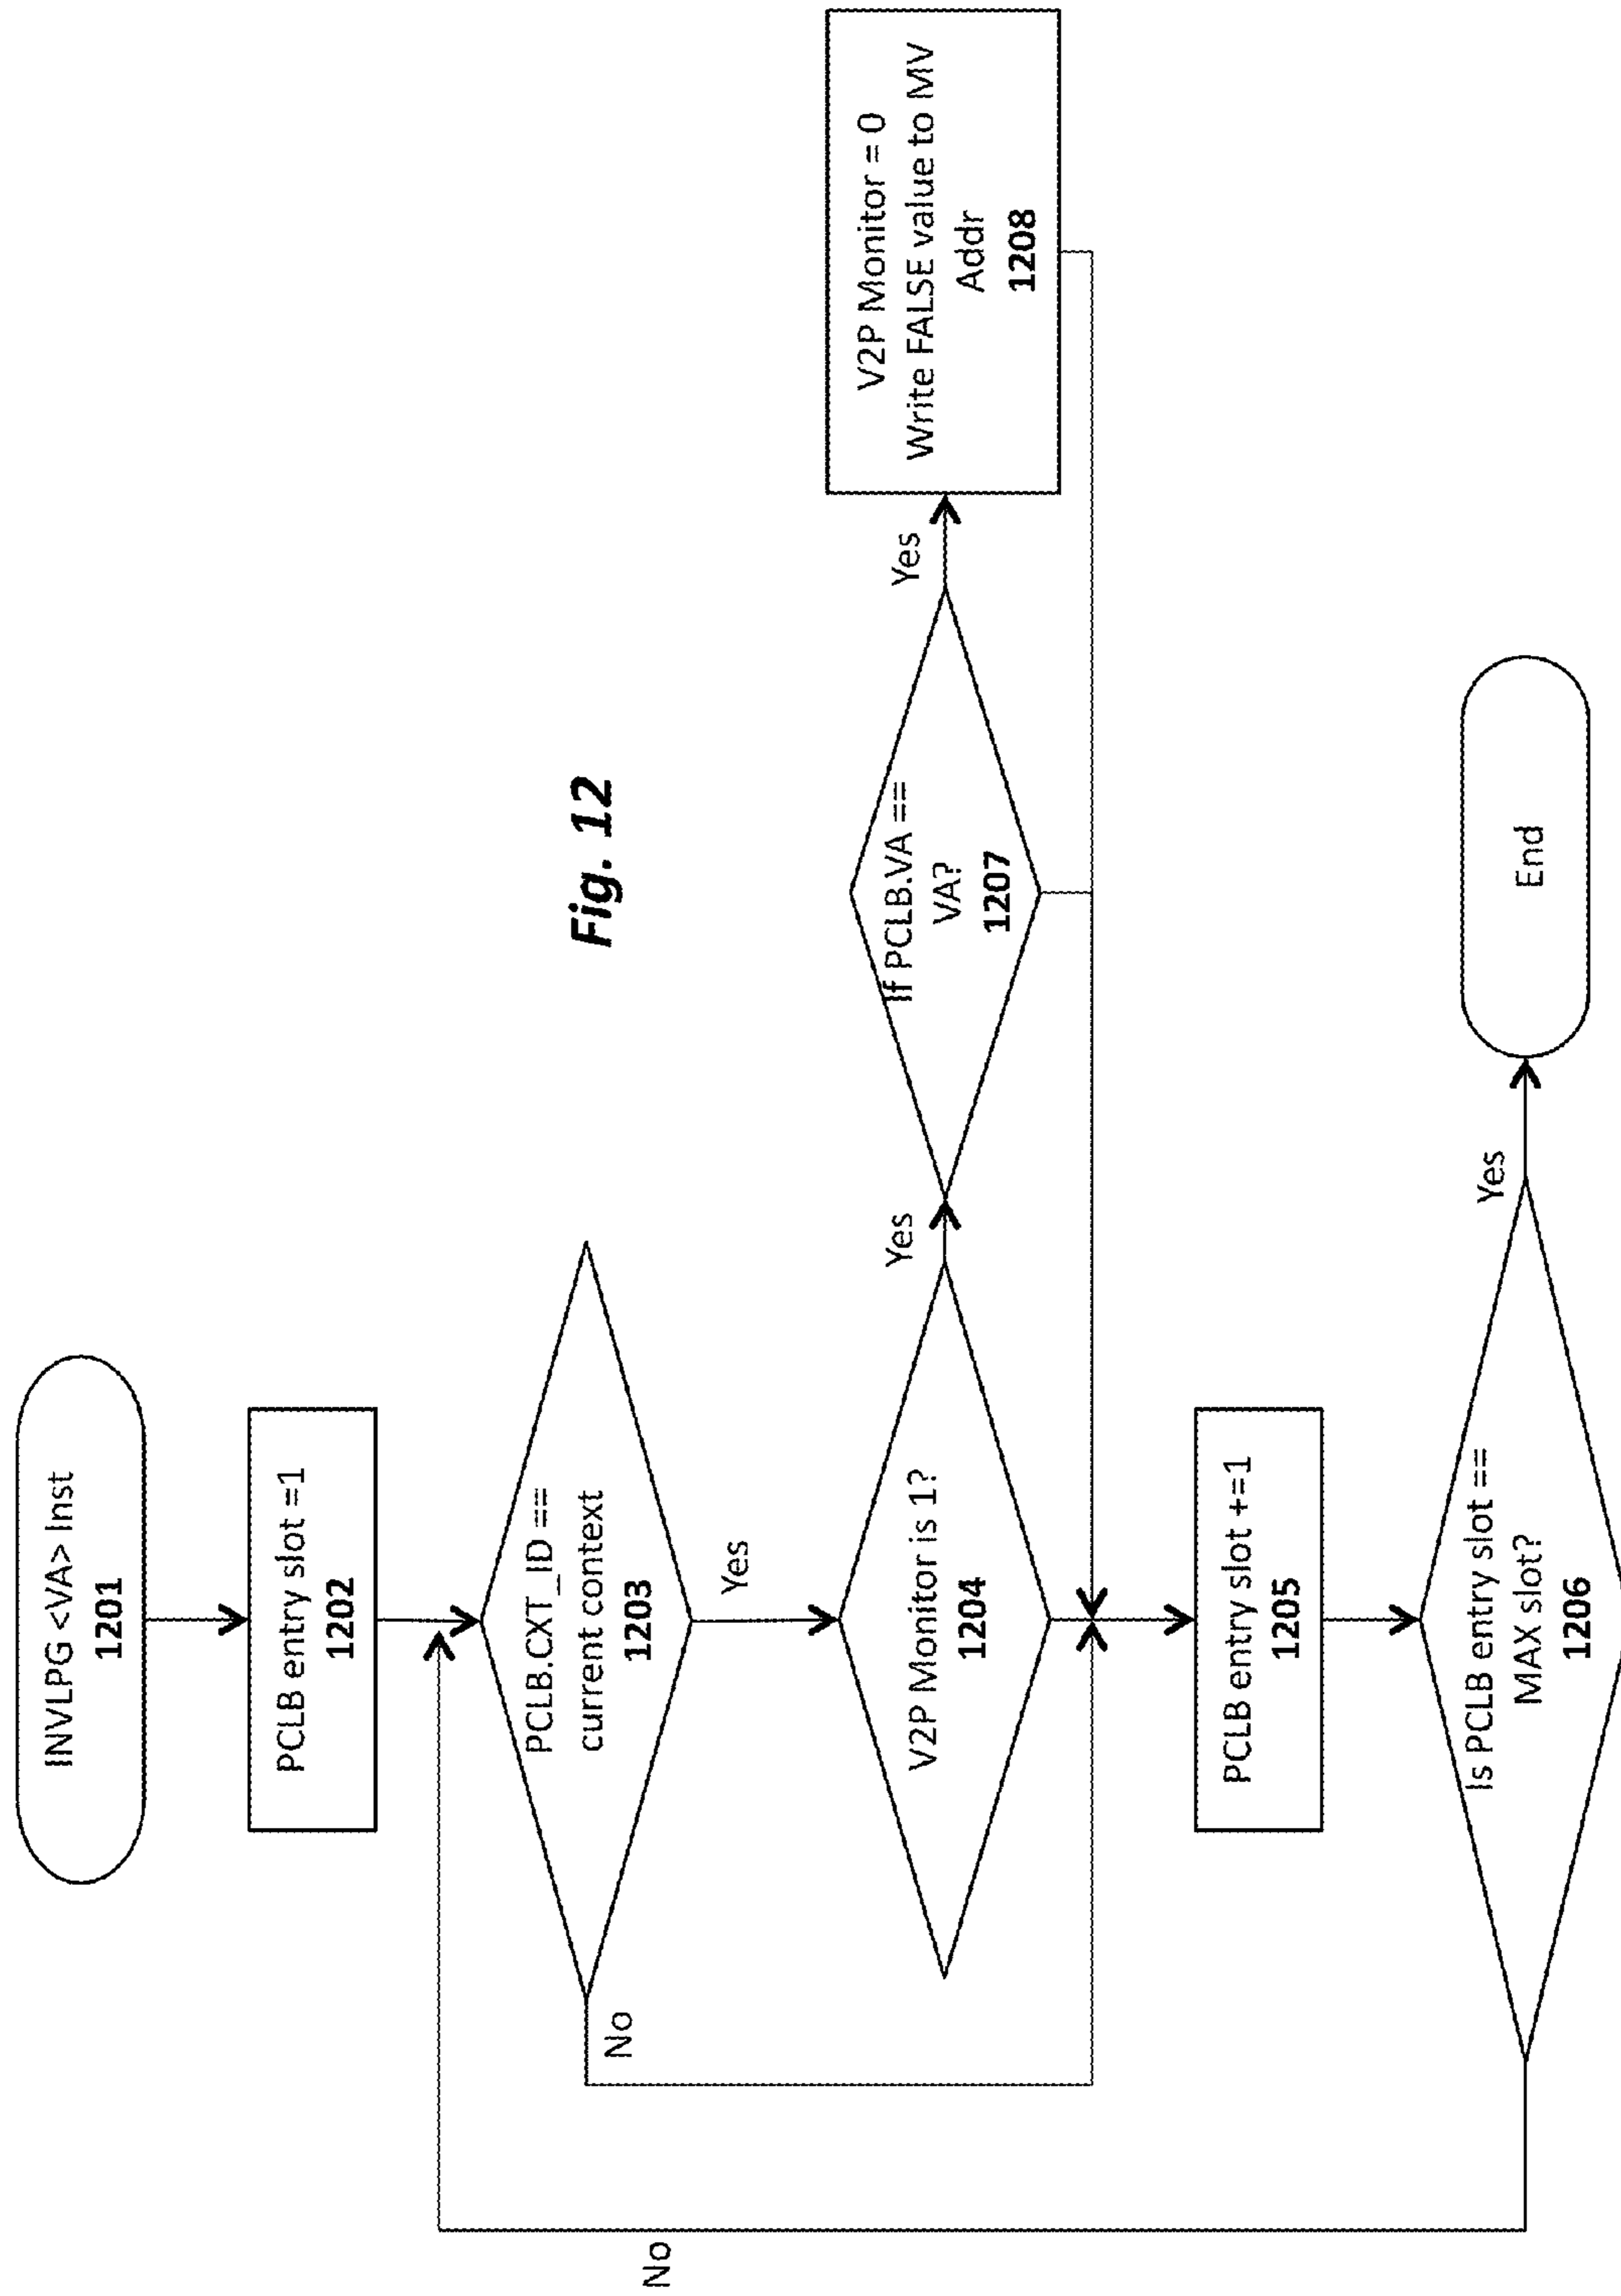 INVLPG <VA> Inst
1201
PCLB entry slot =1
1202
PCLB.CXT_ID ==
current context
1203
No
Yes
V2P Monitor is 1?
1204
Yes
If PCLB.VA ==
VA?
1207
Yes
V2P Monitor = 0
Write FALSE value to MV
Addr
1208
PCLB entry slot +=1
1205
Is PCLB entry slot ==
MAX slot?
1206
No
Yes
End
Fig. 12